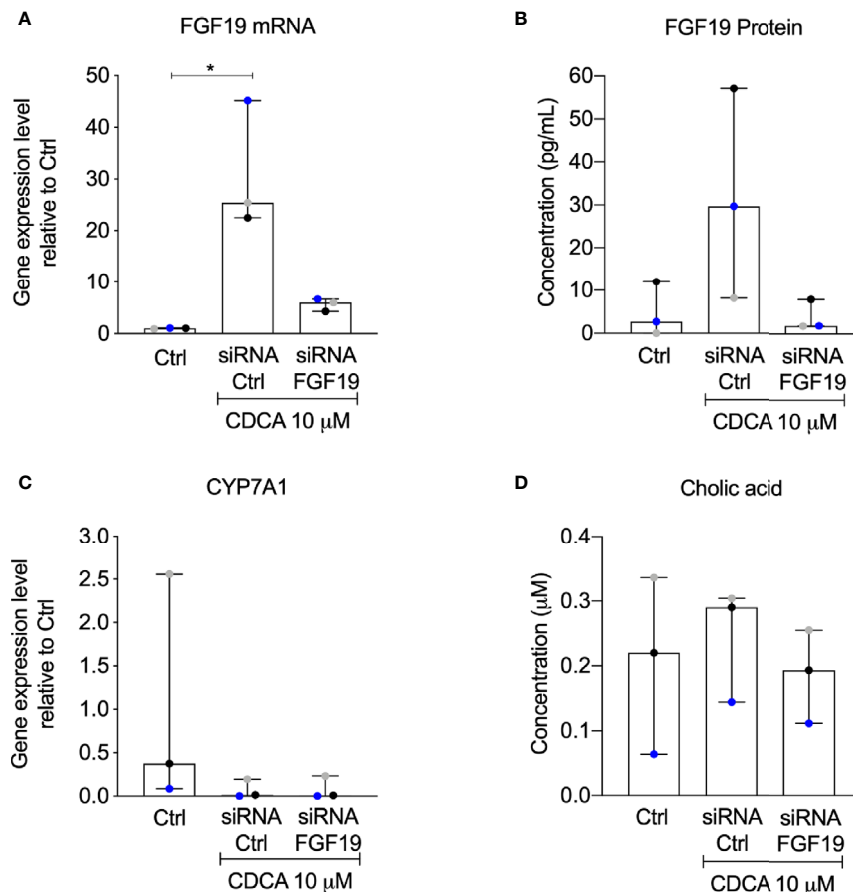 A
FGF19 mRNA
Gene expression level
relative to Ctrl
50
40
30
20
10
0
*
Ctrl
siRNA
Ctrl
siRNA
FGF19
CDCA 10 μM
B
FGF19 Protein
Concentration (pg/mL)
60
50
40
30
20
10
0
Ctrl
siRNA
Ctrl
siRNA
FGF19
CDCA 10 μM
C
CYP7A1
Gene expression level
relative to Ctrl
3.0
2.5
2.0
1.5
1.0
0.5
0.0
Ctrl
siRNA
Ctrl
siRNA
FGF19
CDCA 10 μM
D
Cholic acid
Concentration (μM)
0.4
0.3
0.2
0.1
0.0
Ctrl
siRNA
Ctrl
siRNA
FGF19
CDCA 10 μM